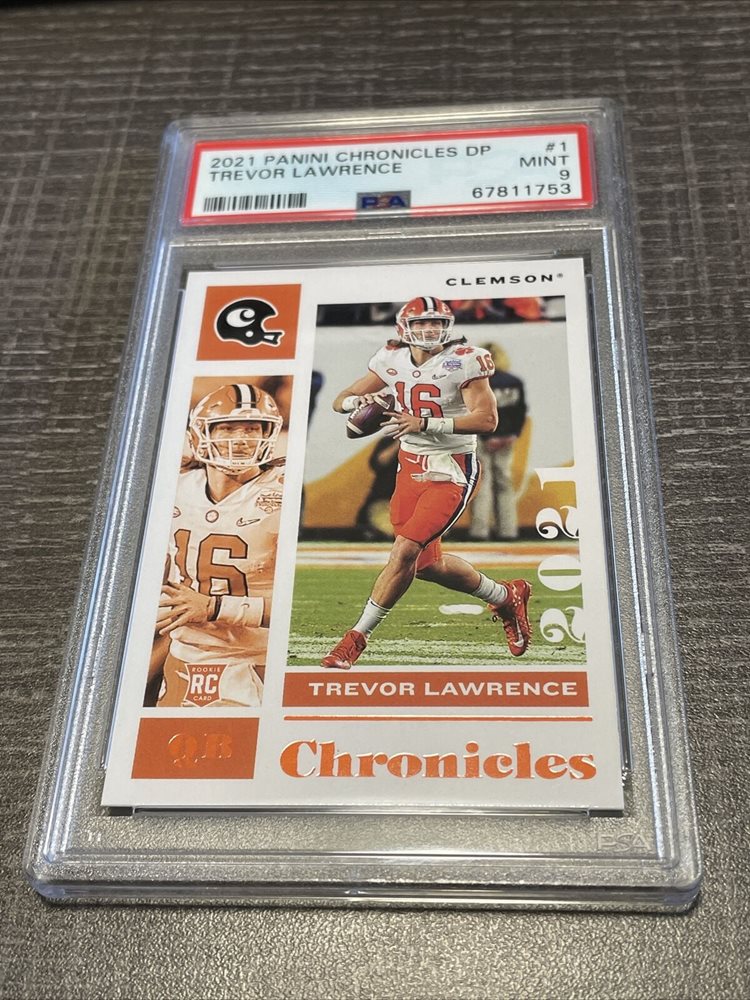 2021 PANINI CHRONICLES DP #1
TREVOR LAWRENCE MINT
9
PSA 67811753
CLEMSON®
C
16
16
2021
ROOKIE
RC
CARD
TREVOR LAWRENCE
QB
Chronicles
PSA